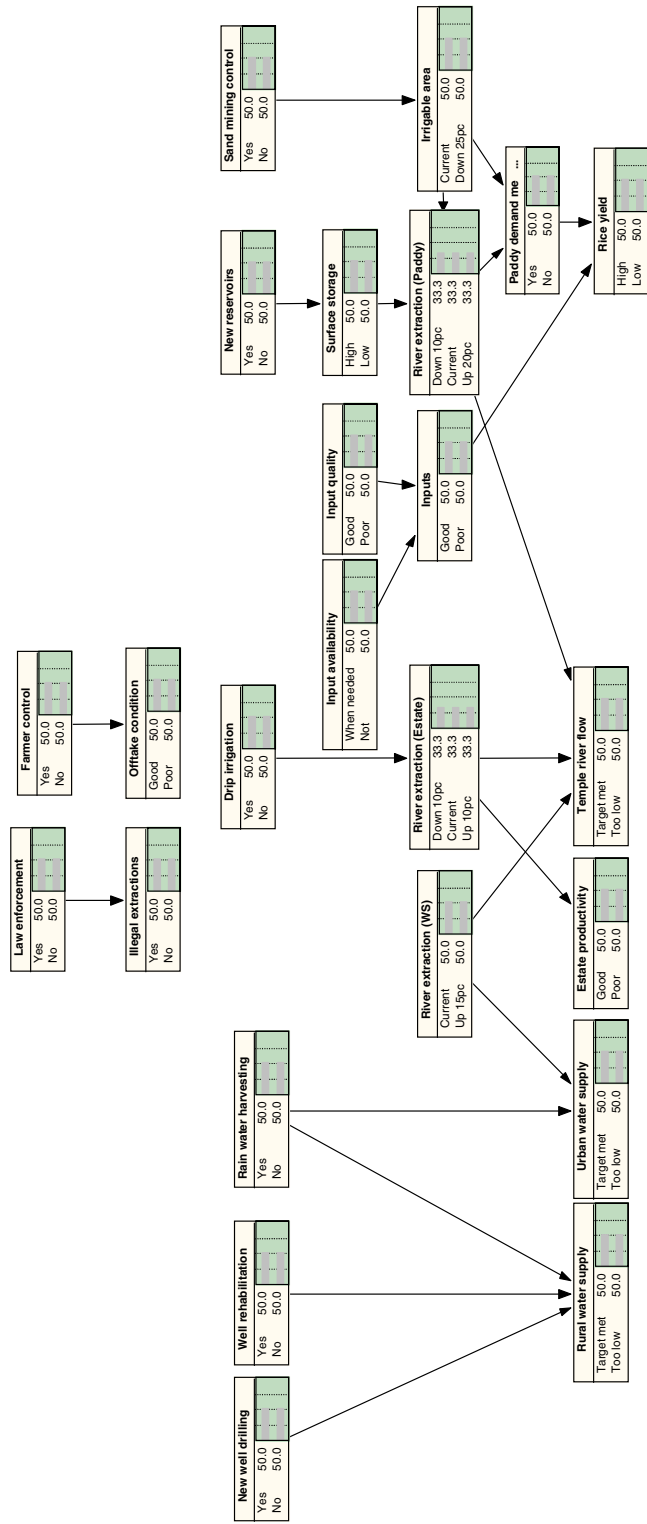 Law enforcement
Yes 50.0
No 50.0
Farmer control
Yes 50.0
No 50.0
Illegal extractions
Yes 50.0
No 50.0
Offtake condition
Good 50.0
Poor 50.0
New well drilling
Yes 50.0
No 50.0
Well rehabilitation
Yes 50.0
No 50.0
Rain water harvesting
Yes 50.0
No 50.0
Drip irrigation
Yes 50.0
No 50.0
New reservoirs
Yes 50.0
No 50.0
Sand mining control
Yes 50.0
No 50.0
Input availability
When needed 50.0
Not 50.0
Input quality
Good 50.0
Poor 50.0
Surface storage
High 50.0
Low 50.0
River extraction (WS)
Current 50.0
Up 15pc 50.0
River extraction (Estate)
Down 10pc 33.3
Current 33.3
Up 10pc 33.3
Inputs
Good 50.0
Poor 50.0
River extraction (Paddy)
Down 10pc 33.3
Current 33.3
Up 20pc 33.3
Irrigable area
Current 50.0
Down 25pc 50.0
Paddy demand me ...
Yes 50.0
No 50.0
Rural water supply
Target met 50.0
Too low 50.0
Urban water supply
Target met 50.0
Too low 50.0
Estate productivity
Good 50.0
Poor 50.0
Temple river flow
Target met 50.0
Too low 50.0
Rice yield
High 50.0
Low 50.0